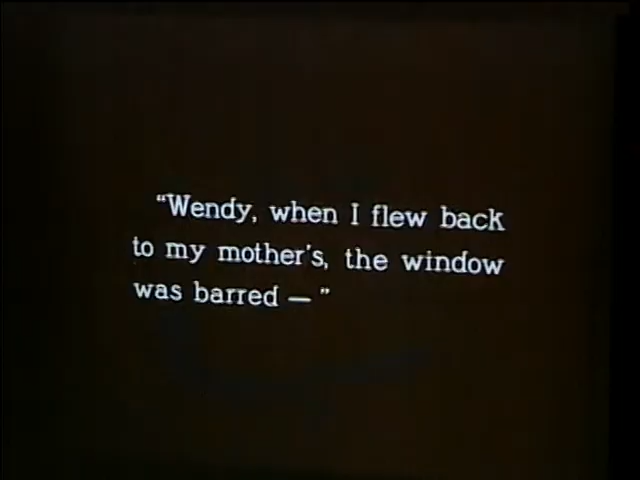 “Wendy, when I flew back
to my mother's, the window
was barred — ”